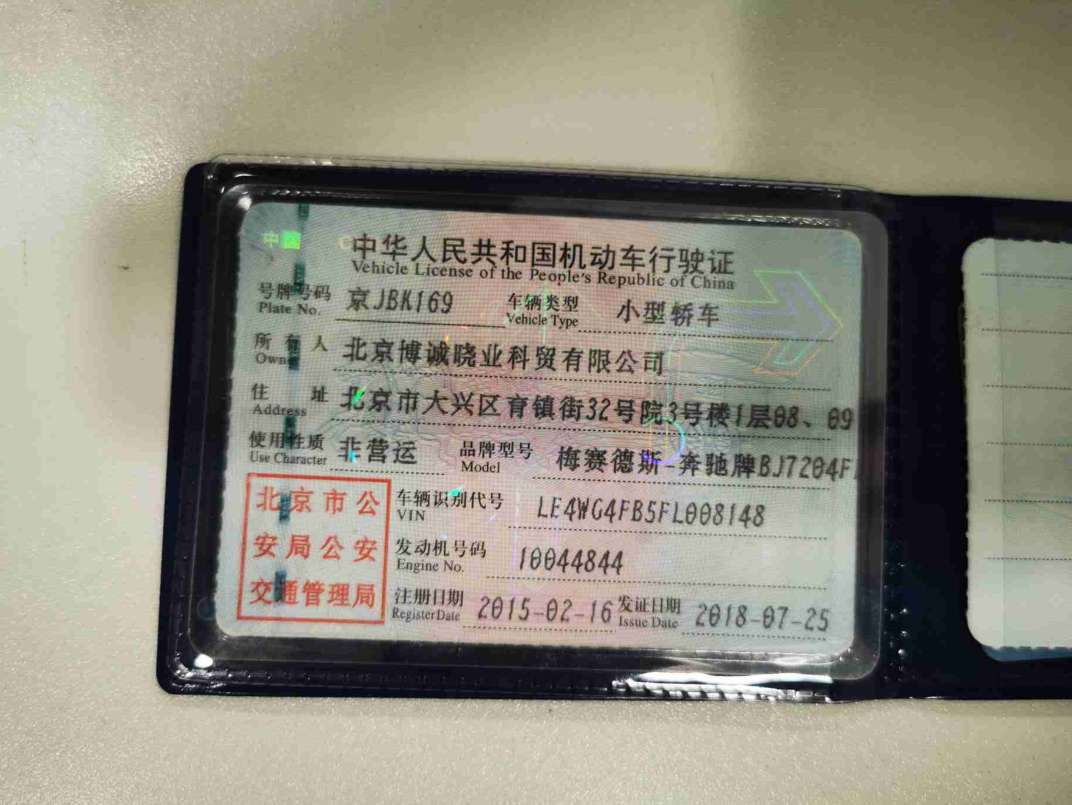 中国
中华人民共和国机动车行驶证
Vehicle License of the People's Republic of China
号牌号码 京JBK169 车辆类型 小型轿车
Plate No. Vehicle Type
所有人 北京博诚晓业科贸有限公司
Owner
住址 北京市大兴区育镇街32号院3号楼1层08、09
Address
使用性质 非营运 品牌型号 梅赛德斯-奔驰牌BJ7204F
Use Character Model
北京市公
安局公安
交通管理局
车辆识别代号 LE4WG4FB5FL008148
VIN
发动机号码 10044844
Engine No.
注册日期 2015-02-16 发证日期 2018-07-25
Register Date Issue Date